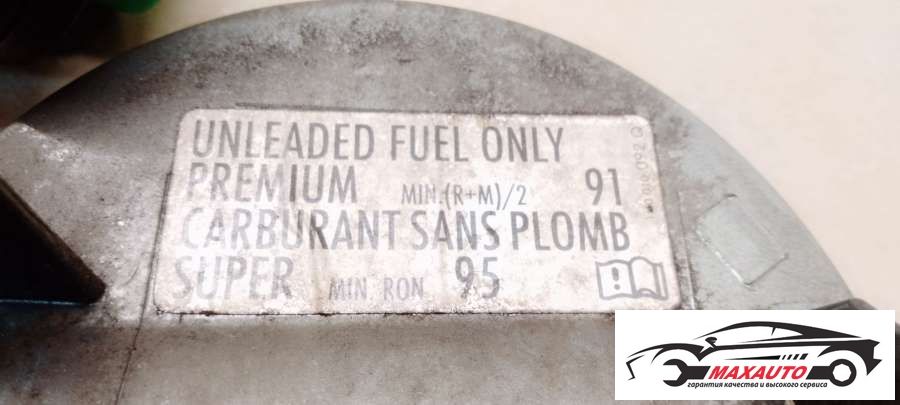 UNLEADED FUEL ONLY
PREMIUM MIN.(R+M)/2 91
CARBURANT SANS PLOMB
SUPER MIN. RON 95
MAXAUTO
гарантия качества и высокого сервиса